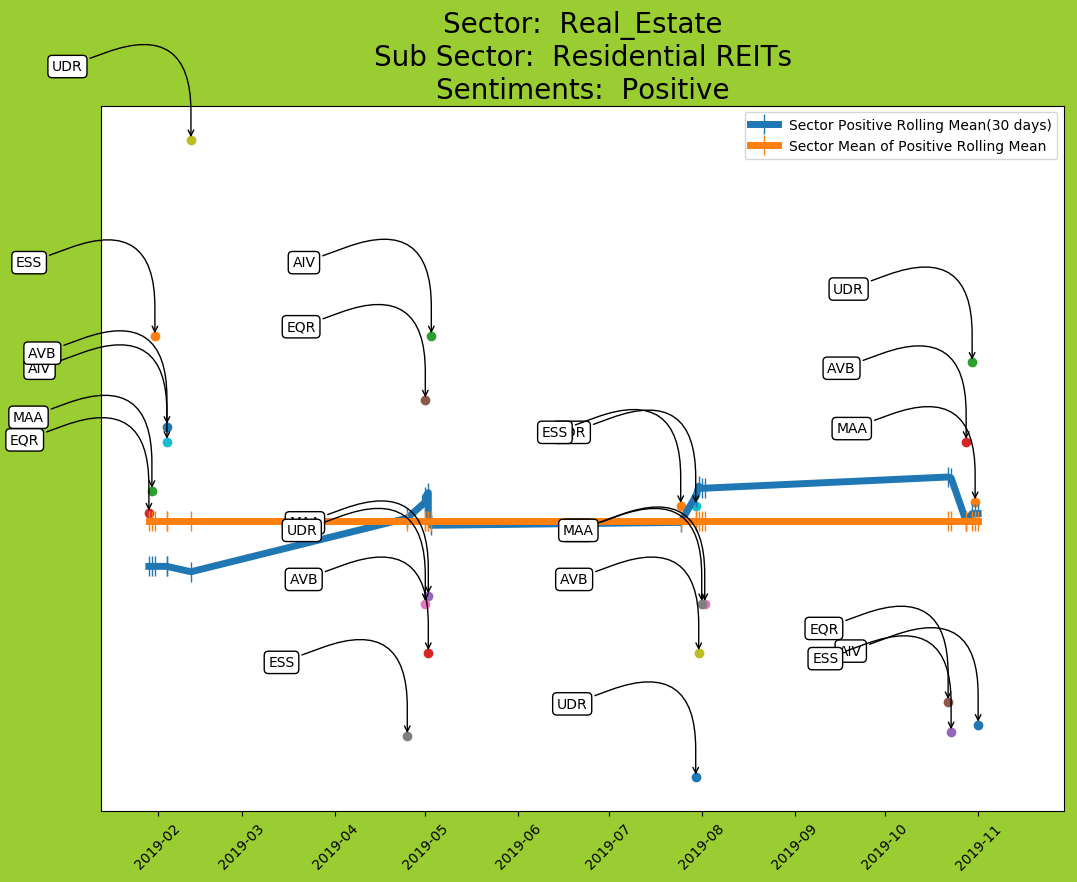 Sector:  Real_Estate
Sub Sector:  Residential REITs
Sentiments:  Positive
Sector Positive Rolling Mean(30 days)
Sector Mean of Positive Rolling Mean
UDR
ESS
AIV
UDR
EQR
AVB
AIV
AVB
MAA
MAA
EQR
ESS
MAA
UDR
MAA
AVB
AVB
EQR
ESS
AIV
ESS
UDR
2019-02
2019-03
2019-04
2019-05
2019-06
2019-07
2019-08
2019-09
2019-10
2019-11